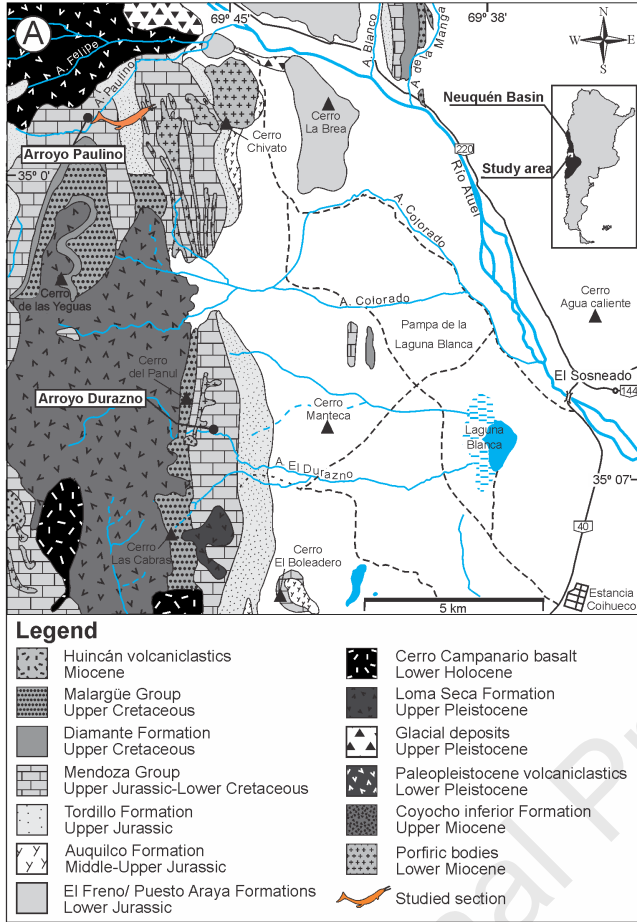 A
69° 45'
69° 38'
N
W E
S
A. Felipe
A. Paulino
A. Blanco
A. de la Manga
Cerro
La Brea
Cerro
Chivato
Neuquén Basin
Study area
Arroyo Paulino
35° 0'
220
Río Atuel
A. Colorado
Cerro
de las Yeguas
A. Colorado
Cerro
Agua caliente
Pampa de la
Laguna Blanca
Cerro
del Panul
Arroyo Durazno
Cerro
Manteca
El Sosneado
144
Laguna
Blanca
A. El Durazno
35° 07'
40
Cerro
Las Cabras
Cerro
El Boleadero
5 km
Estancia
Coihueco
Legend
Huincán volcaniclastics
Miocene
Malargüe Group
Upper Cretaceous
Diamante Formation
Upper Cretaceous
Mendoza Group
Upper Jurassic-Lower Cretaceous
Tordillo Formation
Upper Jurassic
Auquilco Formation
Middle-Upper Jurassic
El Freno/ Puesto Araya Formations
Lower Jurassic
Cerro Campanario basalt
Lower Holocene
Loma Seca Formation
Upper Pleistocene
Glacial deposits
Upper Pleistocene
Paleopleistocene volcaniclastics
Lower Pleistocene
Coyocho inferior Formation
Upper Miocene
Porfiric bodies
Lower Miocene
Studied section